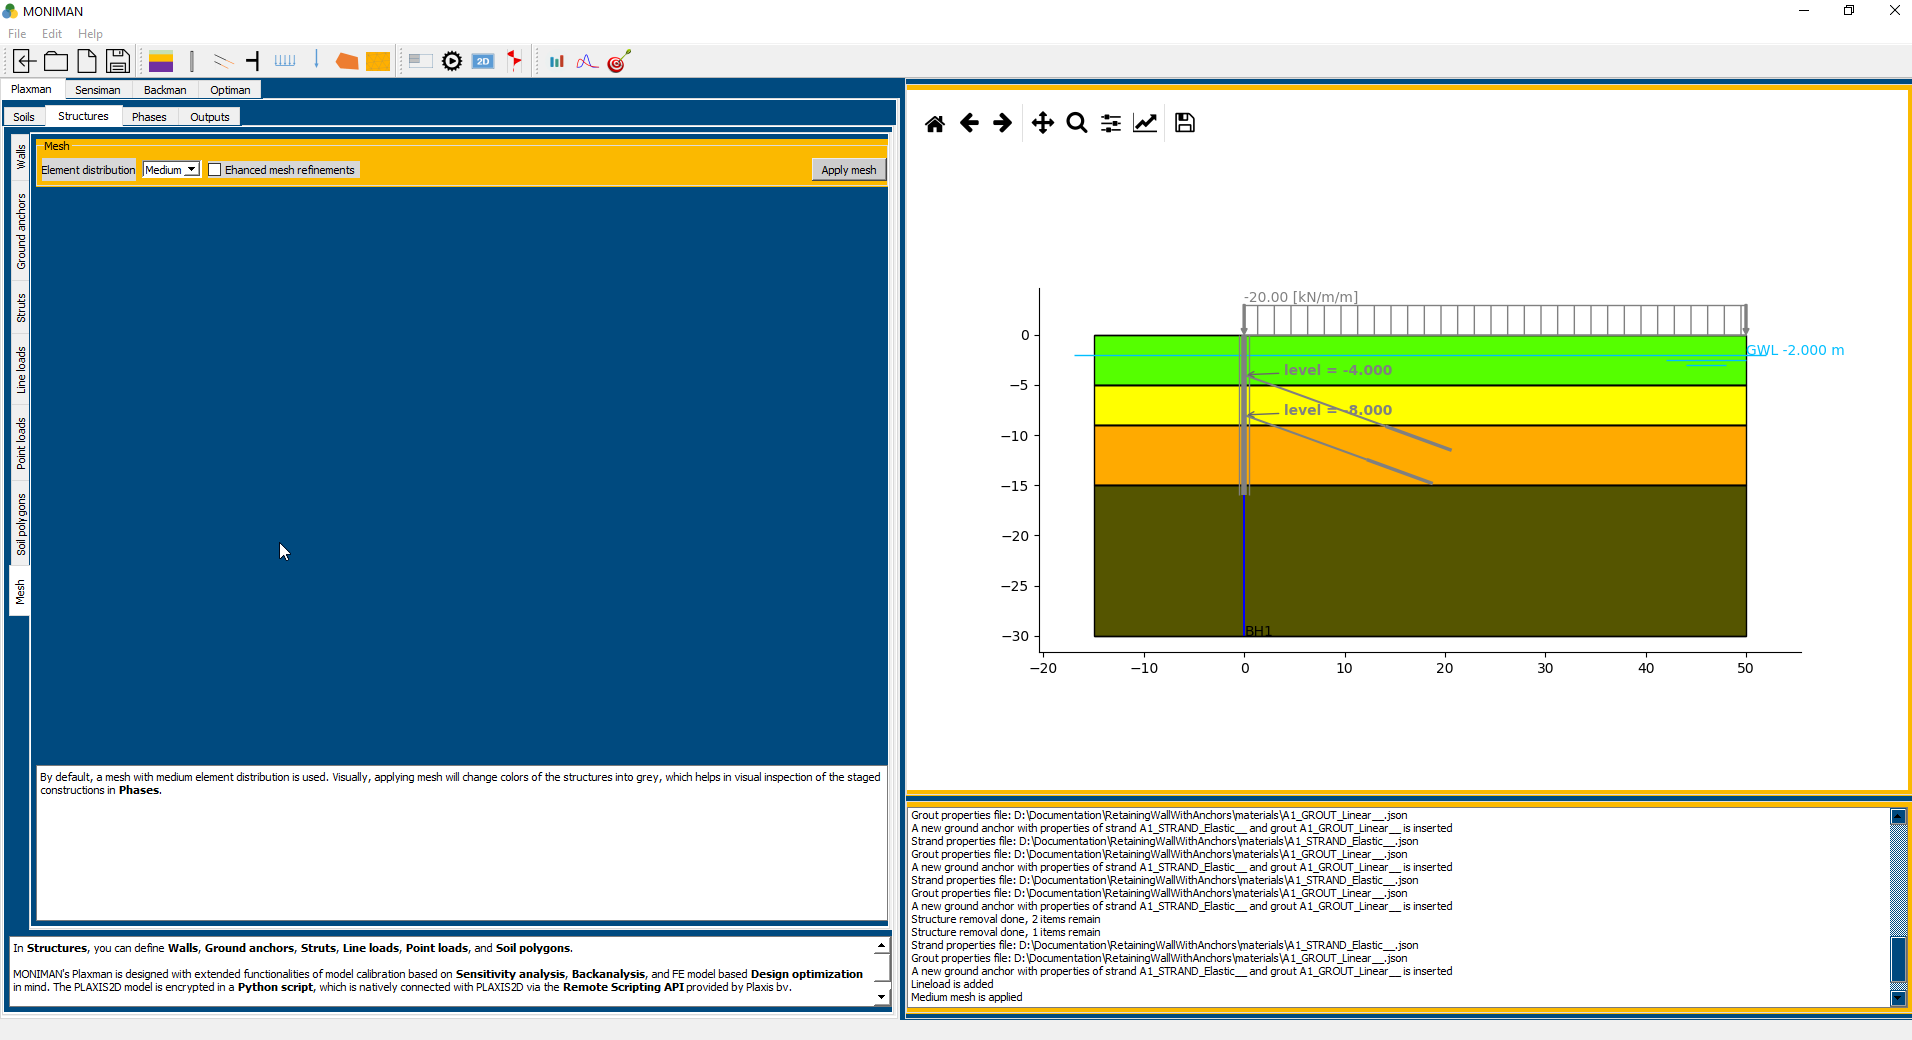 MONIMAN
File Edit Help
2D
Plaxman Sensiman Backman Optiman
Soils Structures Phases Outputs
Walls
Ground anchors
Struts
Line loads
Point loads
Soil polygons
Mesh
Mesh
Element distribution Medium Ehanced mesh refinements Apply mesh
By default, a mesh with medium element distribution is used. Visually, applying mesh will change colors of the structures into grey, which helps in visual inspection of the staged
constructions in Phases.
In Structures, you can define Walls, Ground anchors, Struts, Line loads, Point loads, and Soil polygons.
MONIMAN's Plaxman is designed with extended functionalities of model calibration based on Sensitivity analysis, Backanalysis, and FE model based Design optimization
in mind. The PLAXIS2D model is encrypted in a Python script, which is natively connected with PLAXIS2D via the Remote Scripting API provided by Plaxis bv.
-20.00 [kN/m/m]
0
GWL -2.000 m
level = -4.000
−5
level = -8.000
−10
−15
−20
−25
BH1
−30
−20 −10 0 10 20 30 40 50
Grout properties file: D:\Documentation\RetainingWallWithAnchors\materials\A1_GROUT_Linear__.json
A new ground anchor with properties of strand A1_STRAND_Elastic__ and grout A1_GROUT_Linear__ is inserted
Strand properties file: D:\Documentation\RetainingWallWithAnchors\materials\A1_STRAND_Elastic__.json
Grout properties file: D:\Documentation\RetainingWallWithAnchors\materials\A1_GROUT_Linear__.json
A new ground anchor with properties of strand A1_STRAND_Elastic__ and grout A1_GROUT_Linear__ is inserted
Strand properties file: D:\Documentation\RetainingWallWithAnchors\materials\A1_STRAND_Elastic__.json
Grout properties file: D:\Documentation\RetainingWallWithAnchors\materials\A1_GROUT_Linear__.json
A new ground anchor with properties of strand A1_STRAND_Elastic__ and grout A1_GROUT_Linear__ is inserted
Structure removal done, 2 items remain
Structure removal done, 1 items remain
Strand properties file: D:\Documentation\RetainingWallWithAnchors\materials\A1_STRAND_Elastic__.json
Grout properties file: D:\Documentation\RetainingWallWithAnchors\materials\A1_GROUT_Linear__.json
A new ground anchor with properties of strand A1_STRAND_Elastic__ and grout A1_GROUT_Linear__ is inserted
Lineload is added
Medium mesh is applied